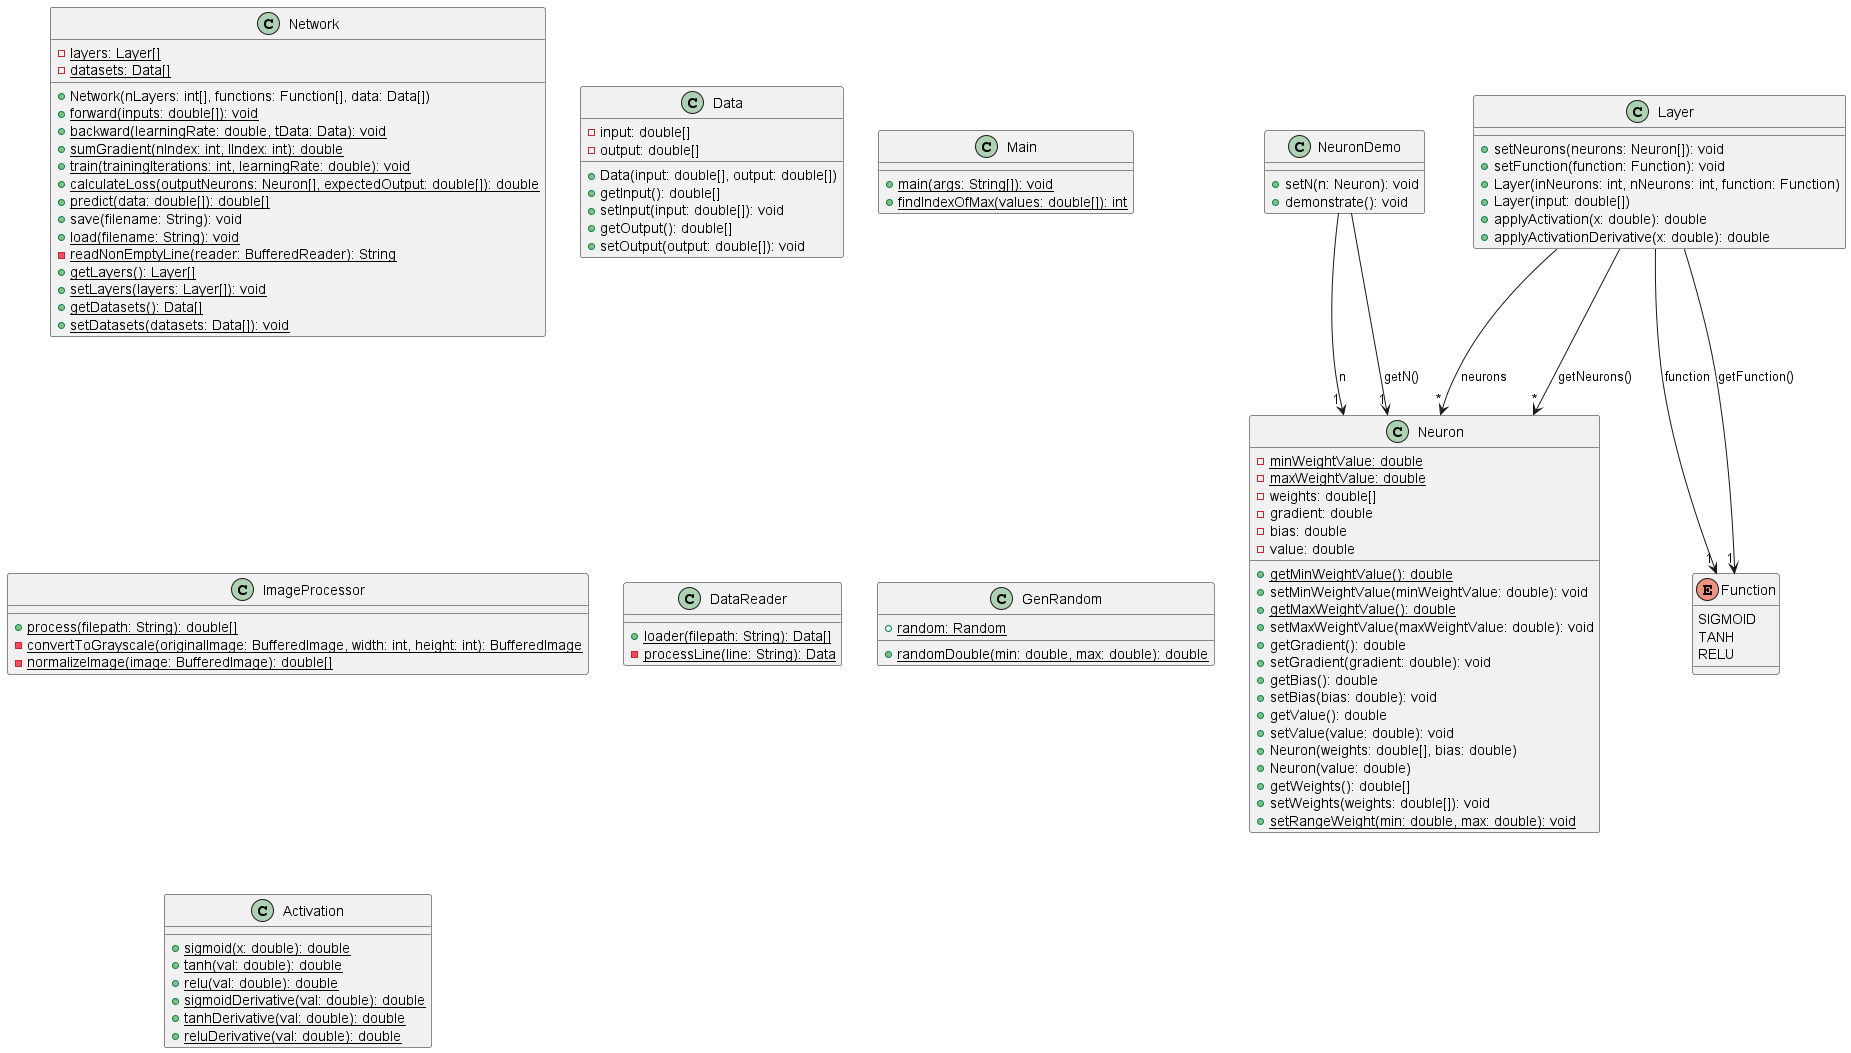 C Network
layers: Layer[]
datasets: Data[]
Network(nLayers: int[], functions: Function[], data: Data[])
forward(inputs: double[]): void
backward(learningRate: double, tData: Data): void
sumGradient(nIndex: int, lIndex: int): double
train(trainingIterations: int, learningRate: double): void
calculateLoss(outputNeurons: Neuron[], expectedOutput: double[]): double
predict(data: double[]): double[]
save(filename: String): void
load(filename: String): void
readNonEmptyLine(reader: BufferedReader): String
getLayers(): Layer[]
setLayers(layers: Layer[]): void
getDatasets(): Data[]
setDatasets(datasets: Data[]): void
C Data
input: double[]
output: double[]
Data(input: double[], output: double[])
getInput(): double[]
setInput(input: double[]): void
getOutput(): double[]
setOutput(output: double[]): void
C Main
main(args: String[]): void
findIndexOfMax(values: double[]): int
C NeuronDemo
setN(n: Neuron): void
demonstrate(): void
C Layer
setNeurons(neurons: Neuron[]): void
setFunction(function: Function): void
Layer(inNeurons: int, nNeurons: int, function: Function)
Layer(input: double[])
applyActivation(x: double): double
applyActivationDerivative(x: double): double
n
getN()
neurons
getNeurons()
function
getFunction()
1
1
*
*
1
1
C Neuron
minWeightValue: double
maxWeightValue: double
weights: double[]
gradient: double
bias: double
value: double
getMinWeightValue(): double
setMinWeightValue(minWeightValue: double): void
getMaxWeightValue(): double
setMaxWeightValue(maxWeightValue: double): void
getGradient(): double
setGradient(gradient: double): void
getBias(): double
setBias(bias: double): void
getValue(): double
setValue(value: double): void
Neuron(weights: double[], bias: double)
Neuron(value: double)
getWeights(): double[]
setWeights(weights: double[]): void
setRangeWeight(min: double, max: double): void
E Function
SIGMOID
TANH
RELU
C ImageProcessor
process(filepath: String): double[]
convertToGrayscale(originalImage: BufferedImage, width: int, height: int): BufferedImage
normalizeImage(image: BufferedImage): double[]
C DataReader
loader(filepath: String): Data[]
processLine(line: String): Data
C GenRandom
random: Random
randomDouble(min: double, max: double): double
C Activation
sigmoid(x: double): double
tanh(val: double): double
relu(val: double): double
sigmoidDerivative(val: double): double
tanhDerivative(val: double): double
reluDerivative(val: double): double